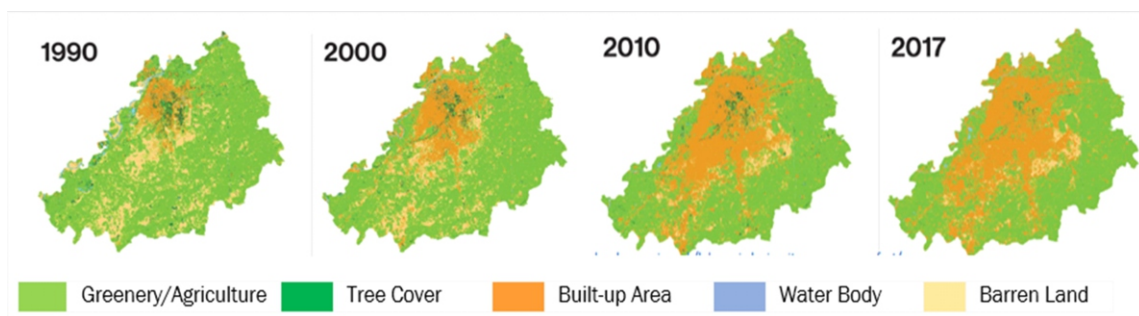 1990
2000
2010
2017
Greenery/Agriculture
Tree Cover
Built-up Area
Water Body
Barren Land